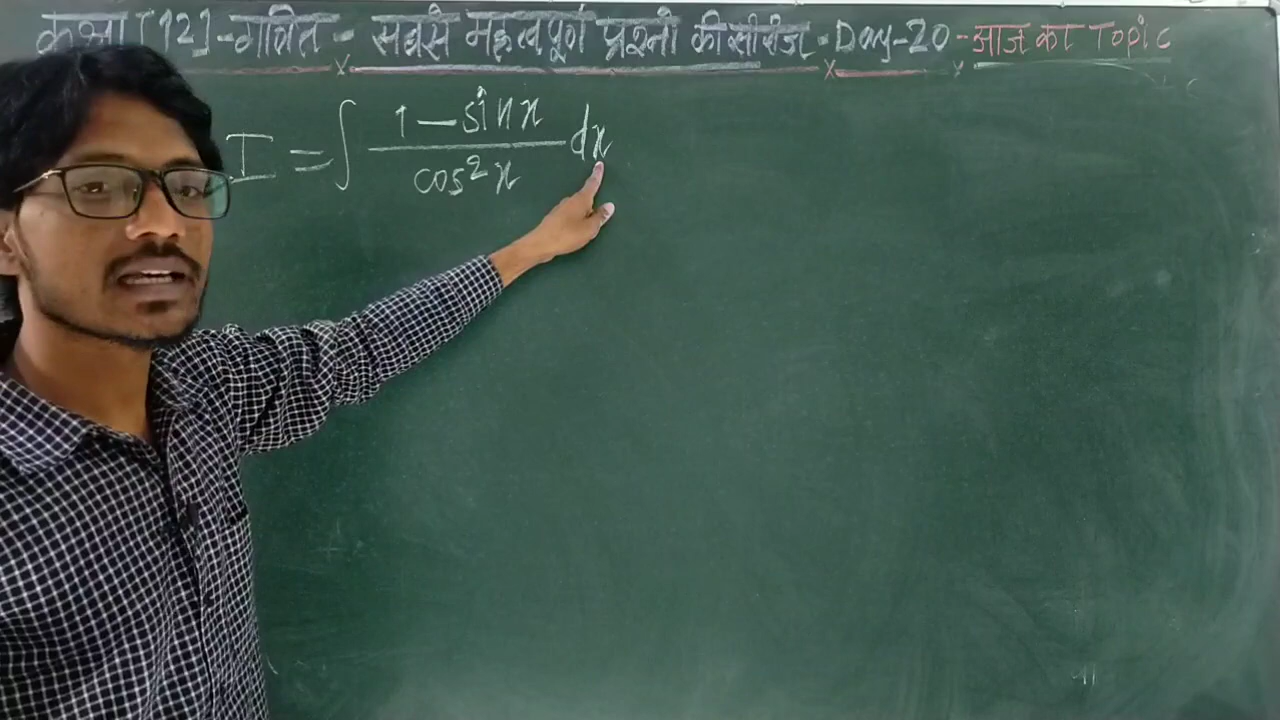 कक्षा [12] - गणित - सबसे महत्वपूर्ण प्रश्नों की सीरीज - Day-20 - आज का Topic
I = ∫ (1 - sin x) / (cos² x) dx